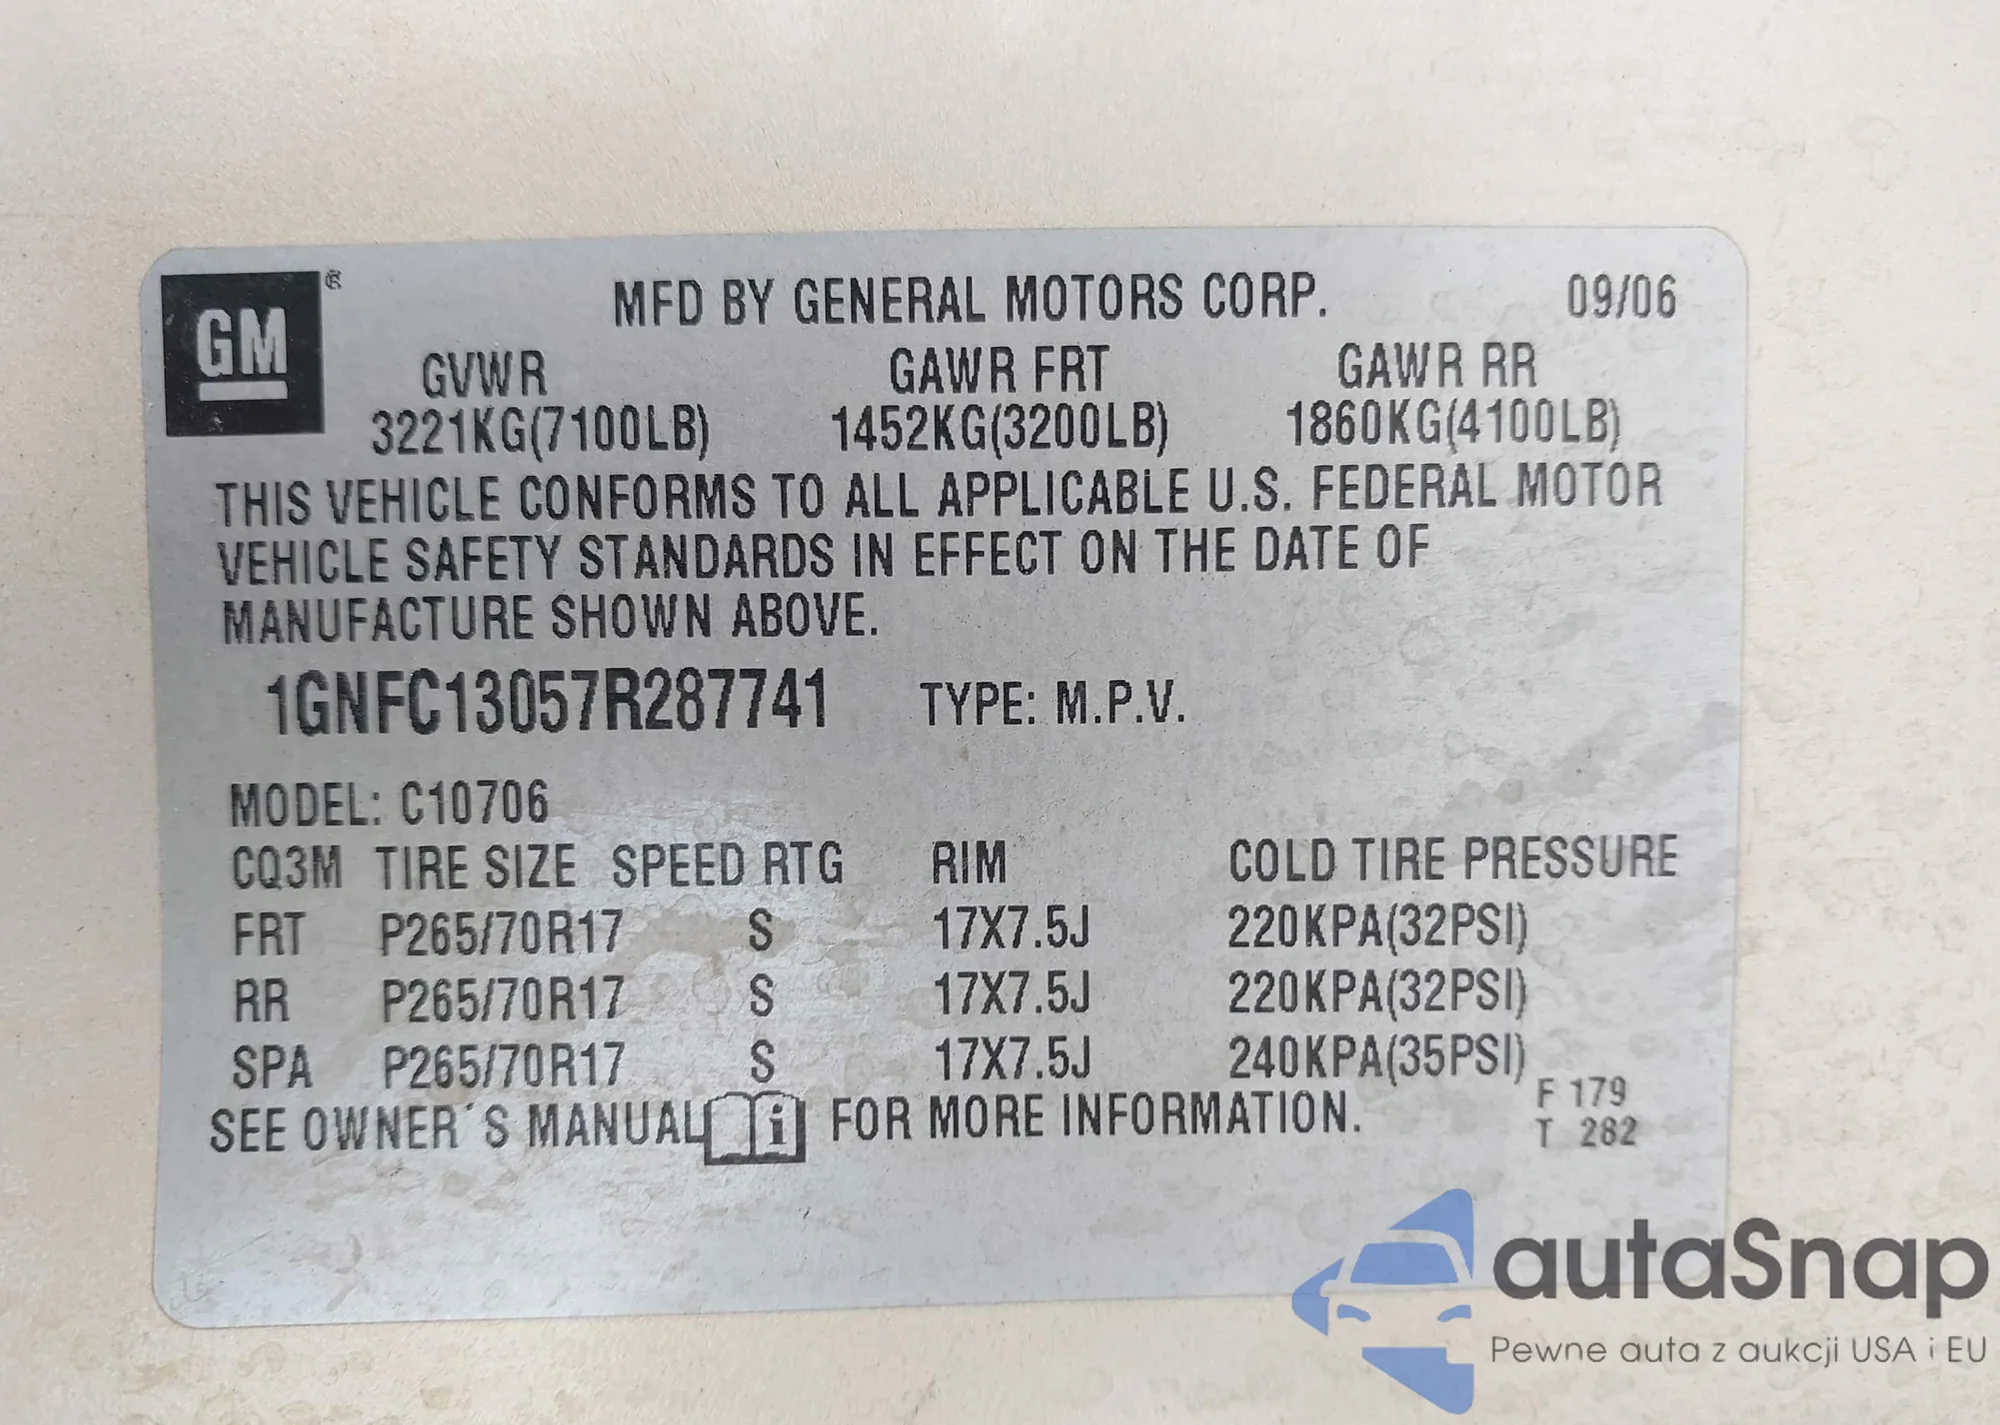 GM ®
MFD BY GENERAL MOTORS CORP. 09/06
GVWR GAWR FRT GAWR RR
3221KG(7100LB) 1452KG(3200LB) 1860KG(4100LB)
THIS VEHICLE CONFORMS TO ALL APPLICABLE U.S. FEDERAL MOTOR
VEHICLE SAFETY STANDARDS IN EFFECT ON THE DATE OF
MANUFACTURE SHOWN ABOVE.
1GNFC13057R287741 TYPE: M.P.V.
MODEL: C10706
CQ3M TIRE SIZE SPEED RTG RIM COLD TIRE PRESSURE
FRT P265/70R17 S 17X7.5J 220KPA(32PSI)
RR P265/70R17 S 17X7.5J 220KPA(32PSI)
SPA P265/70R17 S 17X7.5J 240KPA(35PSI)
SEE OWNER´S MANUAL i FOR MORE INFORMATION.
F 179
T 282
autaSnap
Pewne auta z aukcji USA i EU